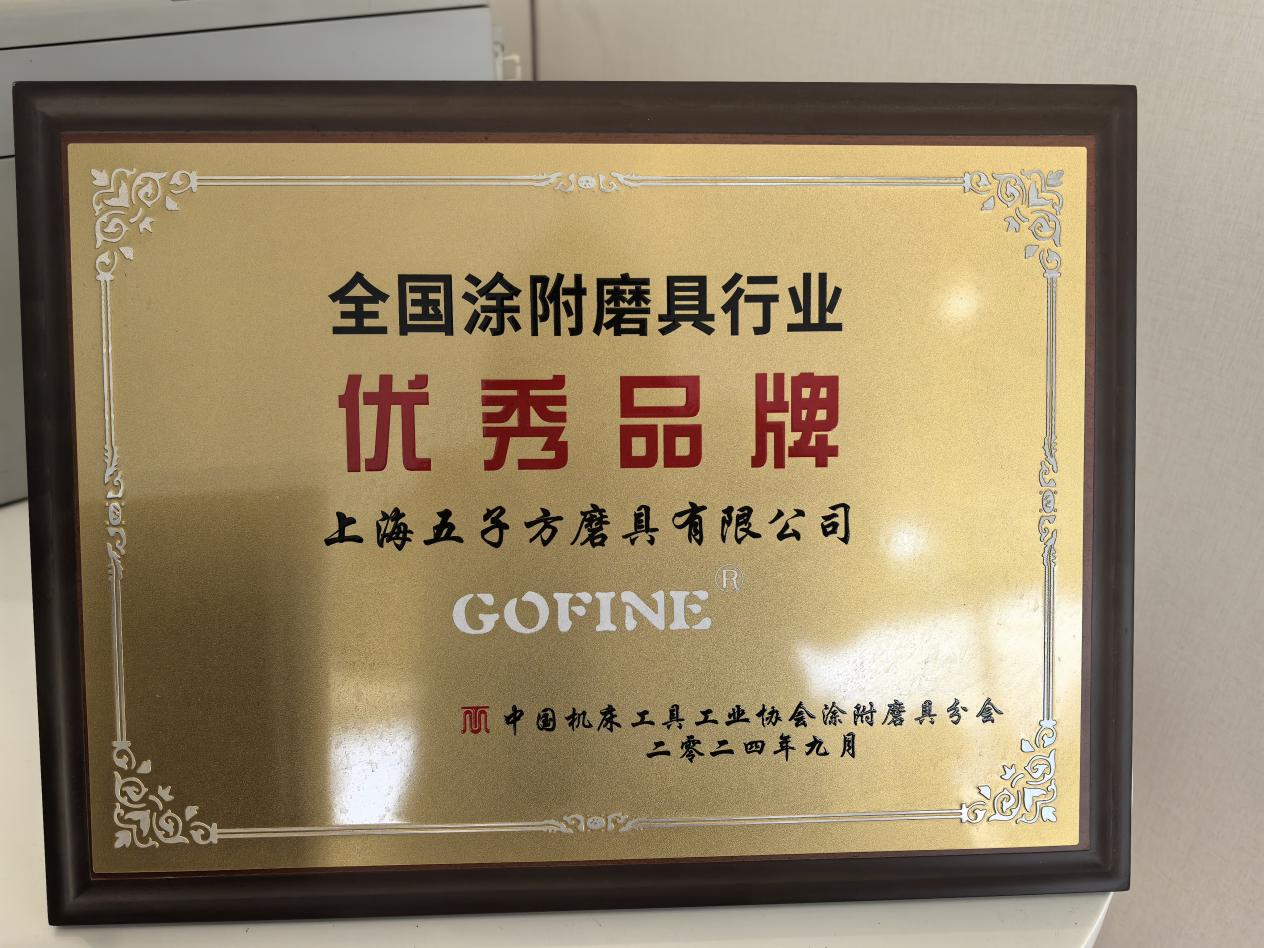 全国涂附磨具行业
优秀品牌
上海五子方磨具有限公司
GOFINE®
中国机床工具工业协会涂附磨具分会
二零二四年九月